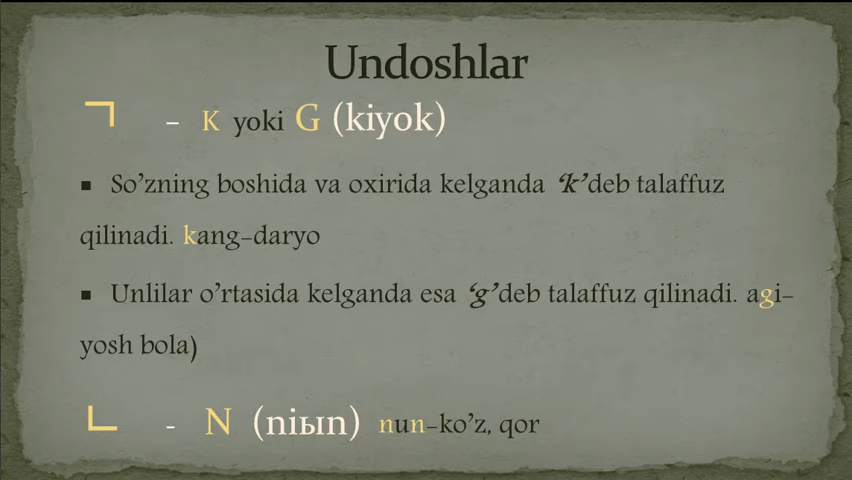 Undoshlar
ㄱ – K yoki G (kiyok)
▪ So’zning boshida va oxirida kelganda ‘k’deb talaffuz
qilinadi. kang-daryo
▪ Unlilar o’rtasida kelganda esa ‘g’deb talaffuz qilinadi. agi-
yosh bola)
ㄴ - N (niыn) nun-ko’z, qor